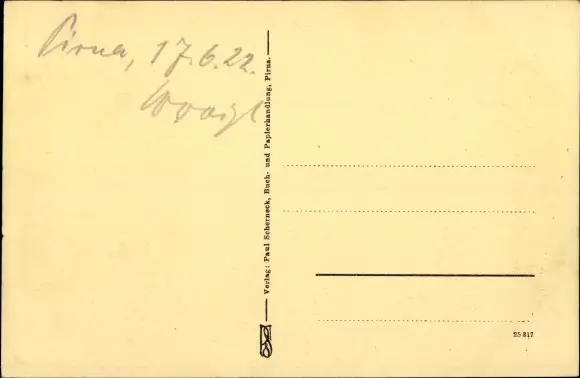 Pirna, 17.6.22.
Verlag: Paul Scherneck, Buch- und Papierhandlung, Pirna.
25 817